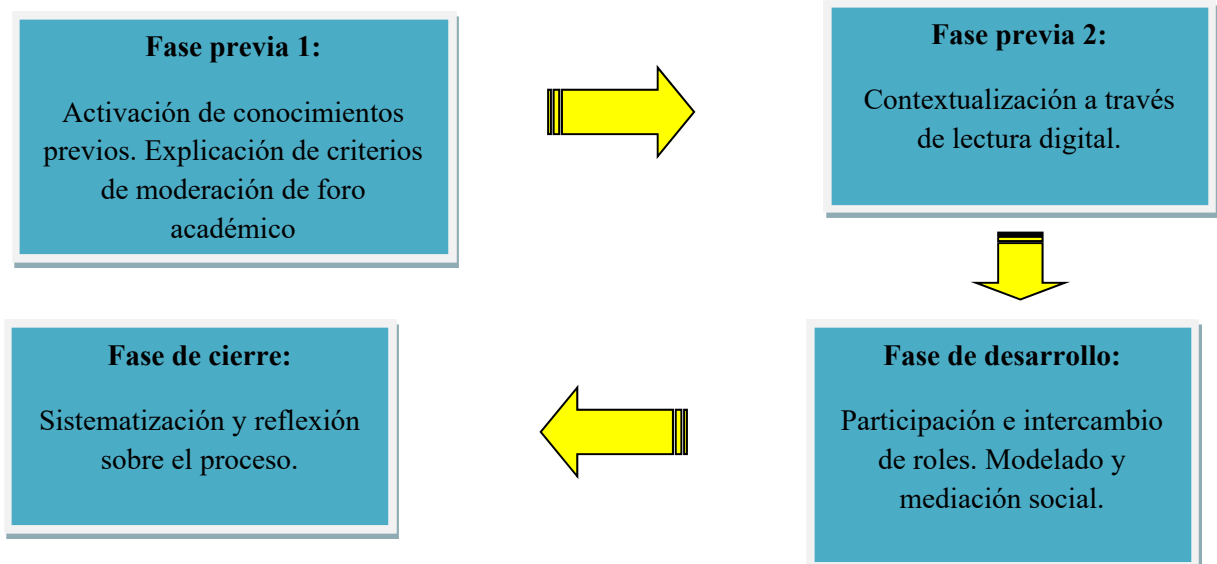 Fase previa 1:
Activación de conocimientos
previos. Explicación de criterios
de moderación de foro
académico
Fase previa 2:
Contextualización a través
de lectura digital.
Fase de desarrollo:
Participación e intercambio
de roles. Modelado y
mediación social.
Fase de cierre:
Sistematización y reflexión
sobre el proceso.